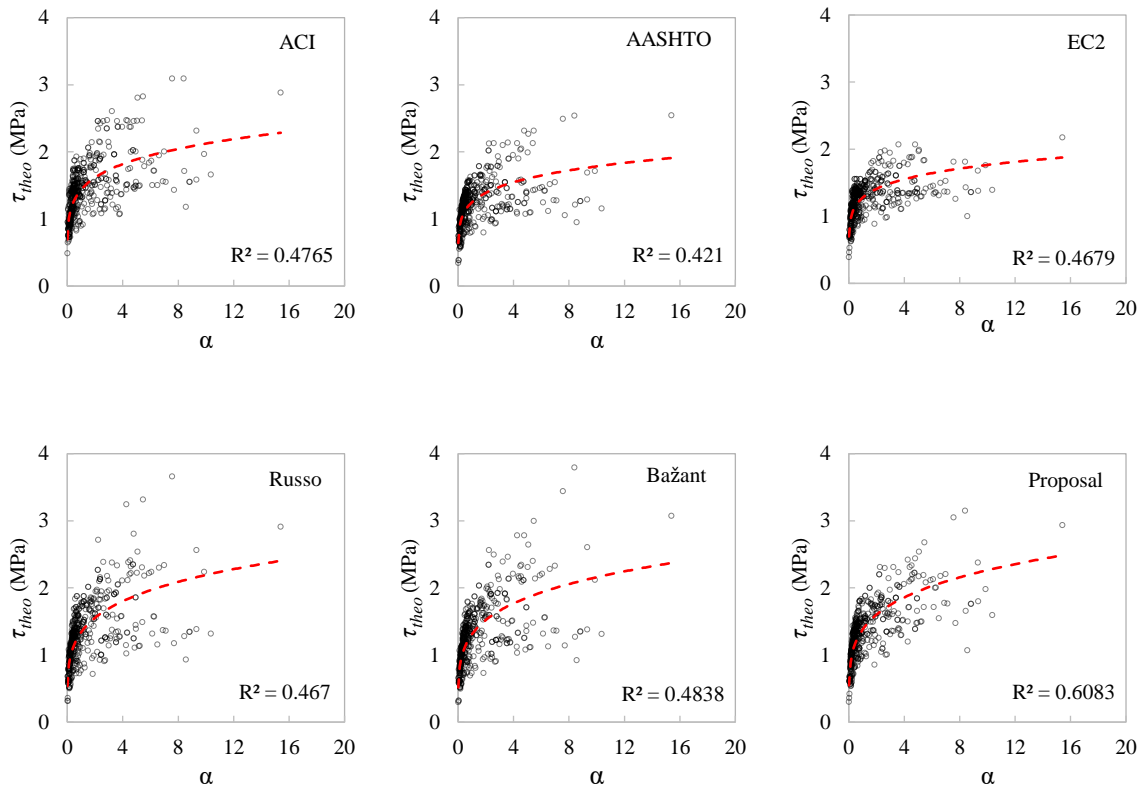 4
ACI
3
τtheo (MPa)
2
1
R² = 0.4765
0
0 4 8 12 16 20
α
4
AASHTO
3
τtheo (MPa)
2
1
R² = 0.421
0
0 4 8 12 16 20
α
4
EC2
3
τtheo (MPa)
2
1
R² = 0.4679
0
0 4 8 12 16 20
α
4
Russo
3
τtheo (MPa)
2
1
R² = 0.467
0
0 4 8 12 16 20
α
4
Bažant
3
τtheo (MPa)
2
1
R² = 0.4838
0
0 4 8 12 16 20
α
4
Proposal
3
τtheo (MPa)
2
1
R² = 0.6083
0
0 4 8 12 16 20
α